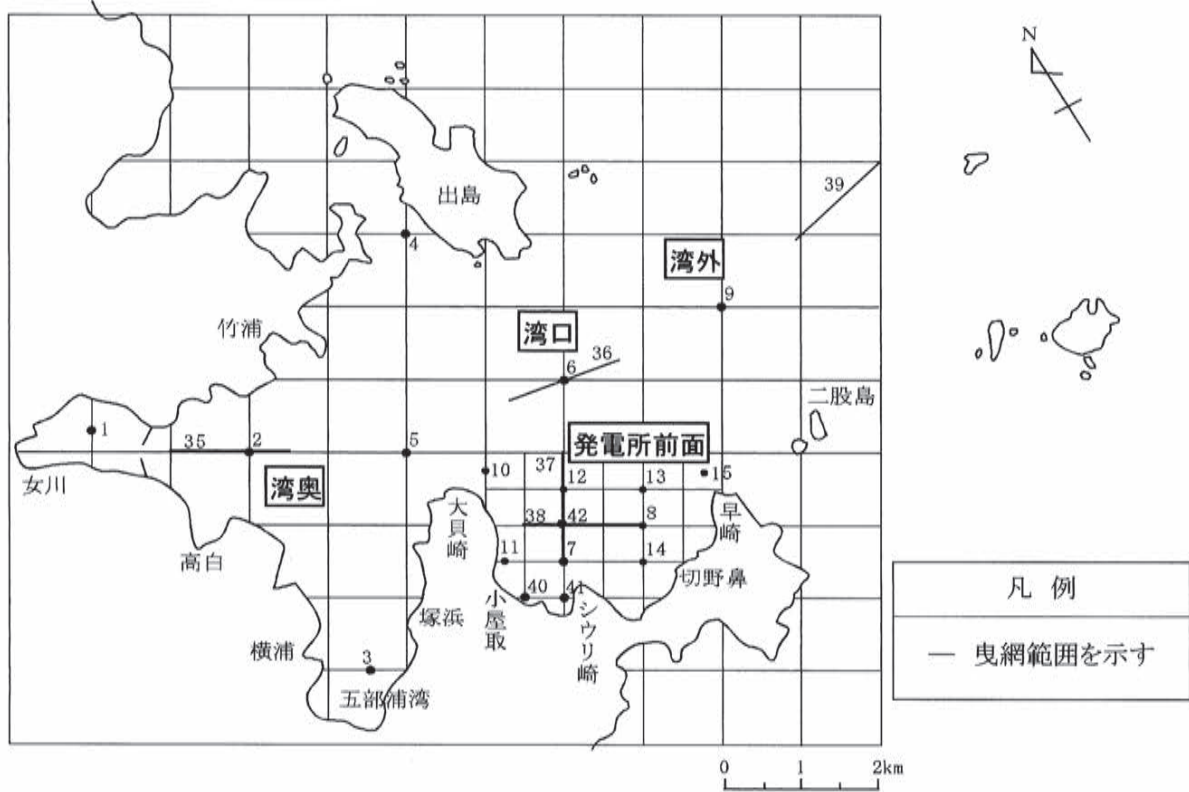 N
出島
39
4
湾外
9
竹浦
湾口
36
6
二股島
1
35
2
5
発電所前面
37
10
12
13
15
女川
湾奥
大貝崎
38
42
8
早崎
高白
11
7
14
切野鼻
40
41
塚浜
小屋取
シウリ崎
横浦
3
五部浦湾
凡例
― 曳網範囲を示す
0 1 2km